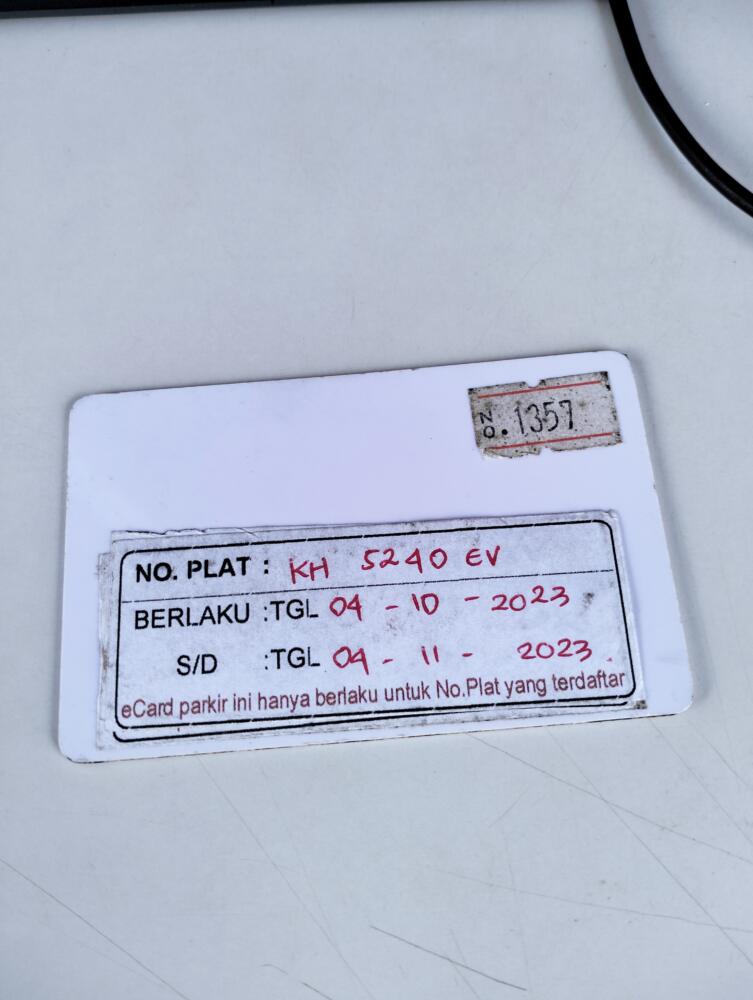 No. 1357
NO. PLAT : KH 5240 EV
BERLAKU :TGL 04 - 10 - 2023
S/D :TGL 04 - 11 - 2023.
eCard parkir ini hanya berlaku untuk No.Plat yang terdaftar